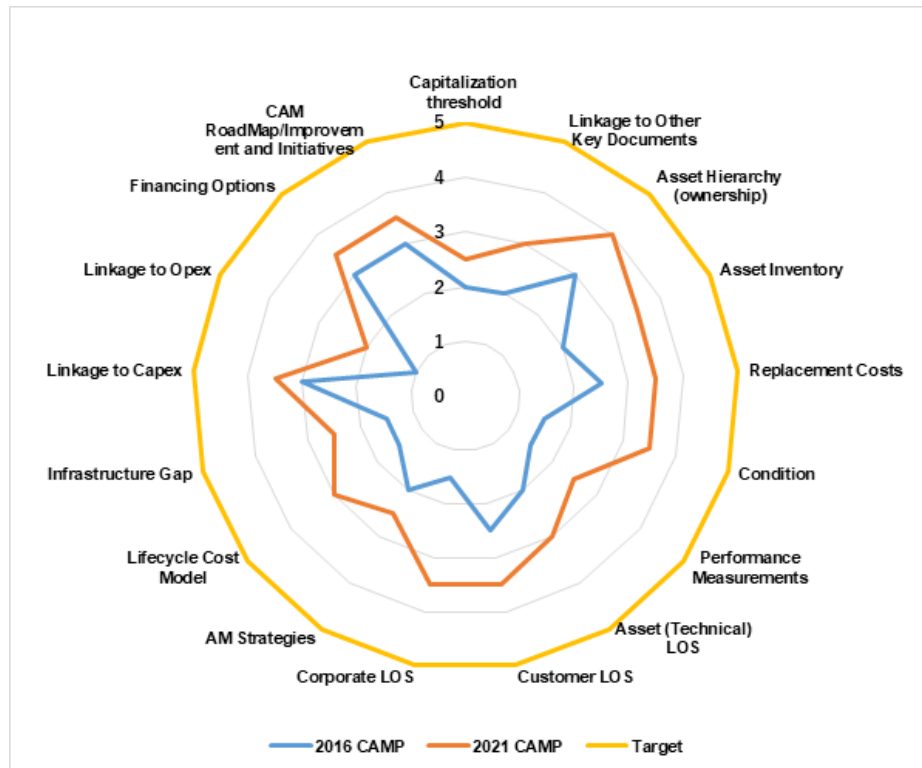 Capitalization
threshold
Linkage to Other
Key Documents
Asset Hierarchy
(ownership)
Asset Inventory
Replacement Costs
Condition
Performance
Measurements
Asset (Technical)
LOS
Customer LOS
Corporate LOS
AM Strategies
Lifecycle Cost
Model
Infrastructure Gap
Linkage to Capex
Linkage to Opex
Financing Options
CAM
RoadMap/Improvem
ent and Initiatives
5
4
3
2
1
0
2016 CAMP
2021 CAMP
Target